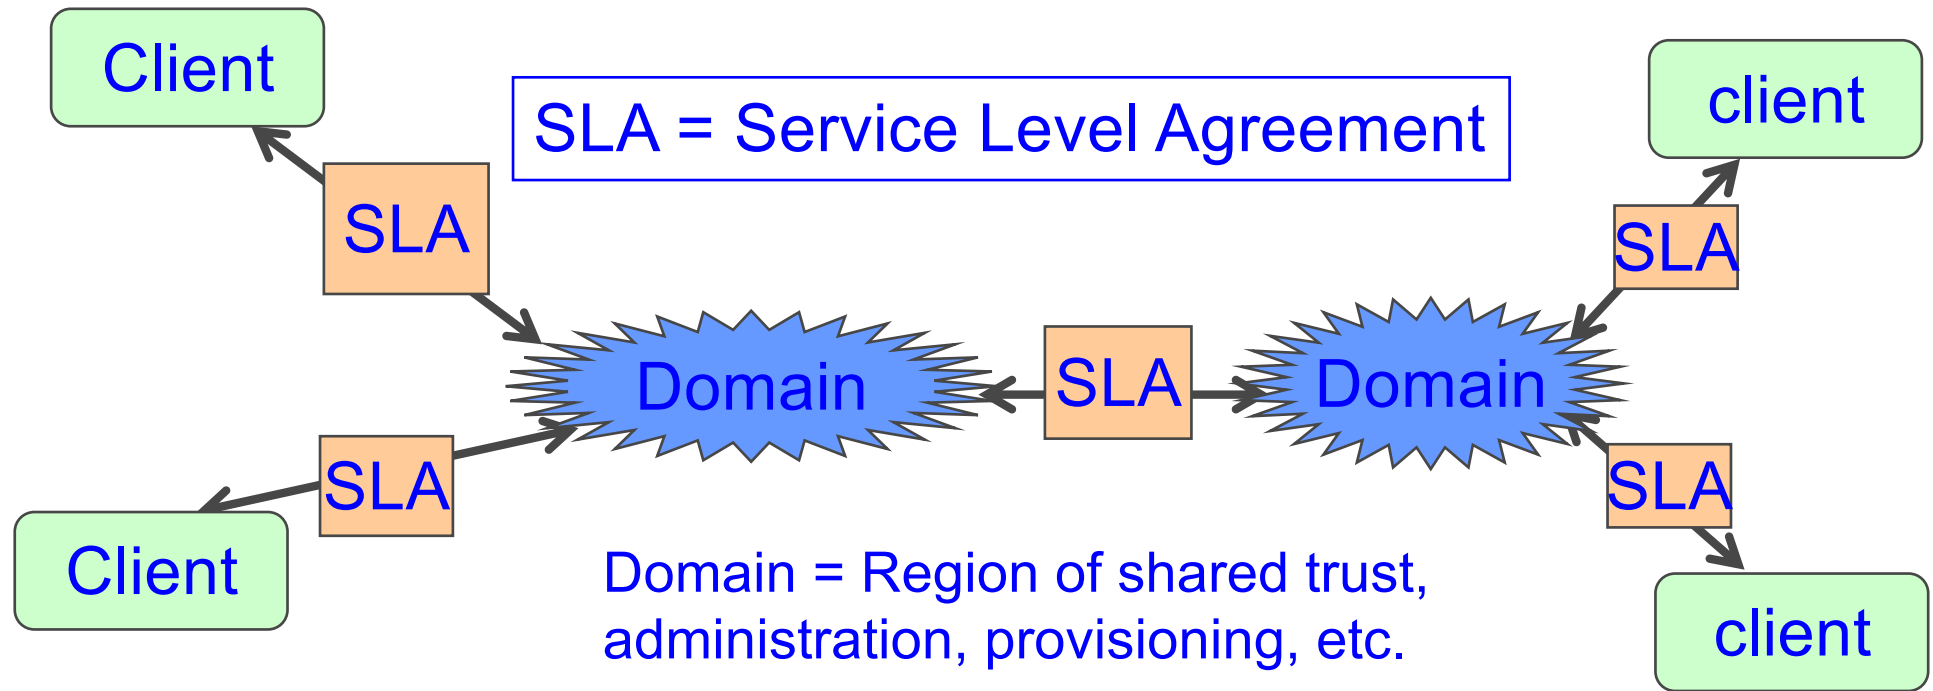 Client
client
SLA = Service Level Agreement
SLA
SLA
Domain
SLA
Domain
SLA
SLA
Client
Domain = Region of shared trust,
administration, provisioning, etc.
client